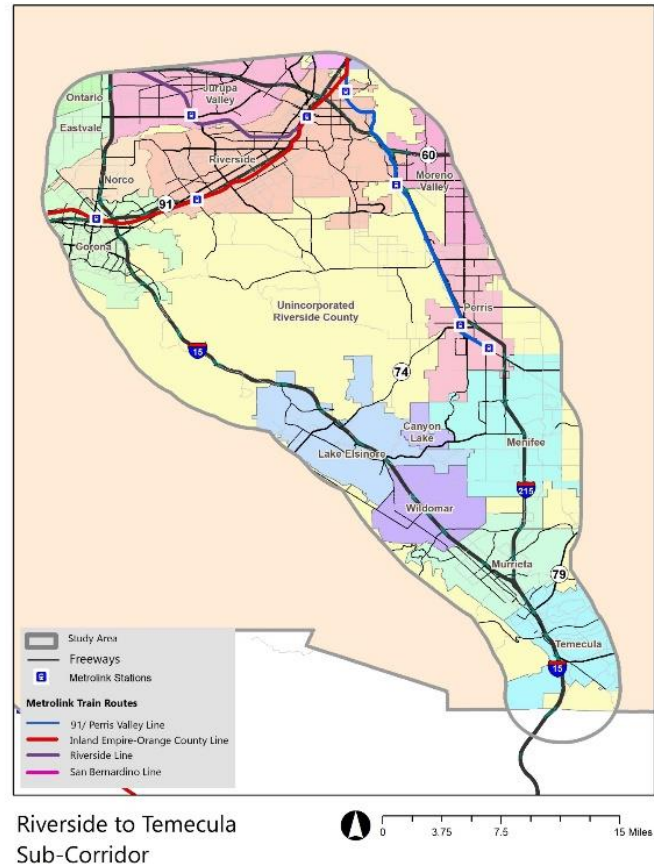 Ontario
Jurupa
Valley
Eastvale
Riverside
60
Norco
Moreno
Valley
91
Corona
Unincorporated
Riverside County
Perris
15
74
Canyon
Lake
Menifee
Lake Elsinore
215
Wildomar
Murrieta
79
Temecula
15
Study Area
Freeways
Metrolink Stations
Metrolink Train Routes
91/ Perris Valley Line
Inland Empire-Orange County Line
Riverside Line
San Bernardino Line
Riverside to Temecula
Sub-Corridor
0 3.75 7.5 15 Miles